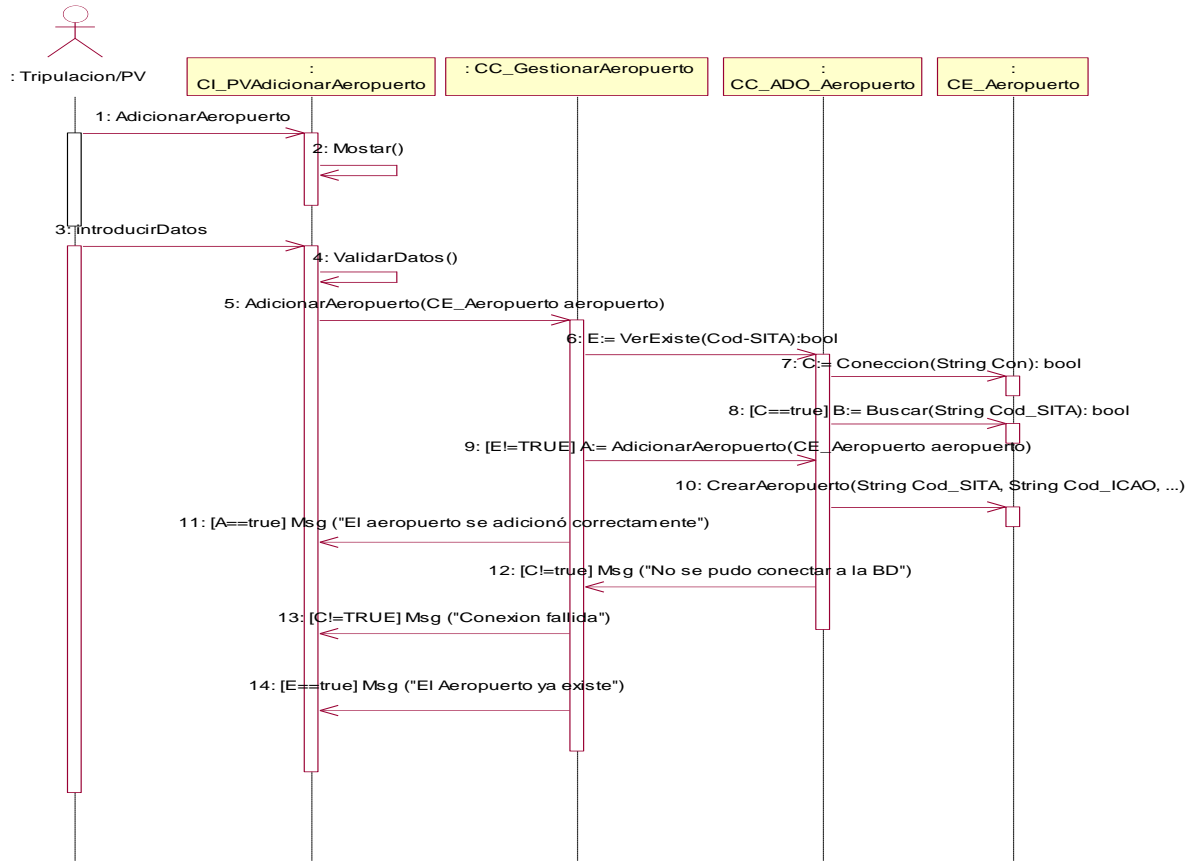 : Tripulacion/PV
:
CI_PVAdicionarAeropuerto
: CC_GestionarAeropuerto
:
CC_ADO_Aeropuerto
:
CE_Aeropuerto
1: AdicionarAeropuerto
2: Mostar()
3: introducirDatos
4: ValidarDatos()
5: AdicionarAeropuerto(CE_Aeropuerto aeropuerto)
6: E:= VerExiste(Cod-SITA):bool
7: C:= Coneccion(String Con): bool
8: [C==true] B:= Buscar(String Cod_SITA): bool
9: [E!=TRUE] A:= AdicionarAeropuerto(CE_Aeropuerto aeropuerto)
10: CrearAeropuerto(String Cod_SITA, String Cod_ICAO, ...)
11: [A==true] Msg ("El aeropuerto se adicionó correctamente")
12: [C!=true] Msg ("No se pudo conectar a la BD")
13: [C!=TRUE] Msg ("Conexion fallida")
14: [E==true] Msg ("El Aeropuerto ya existe")